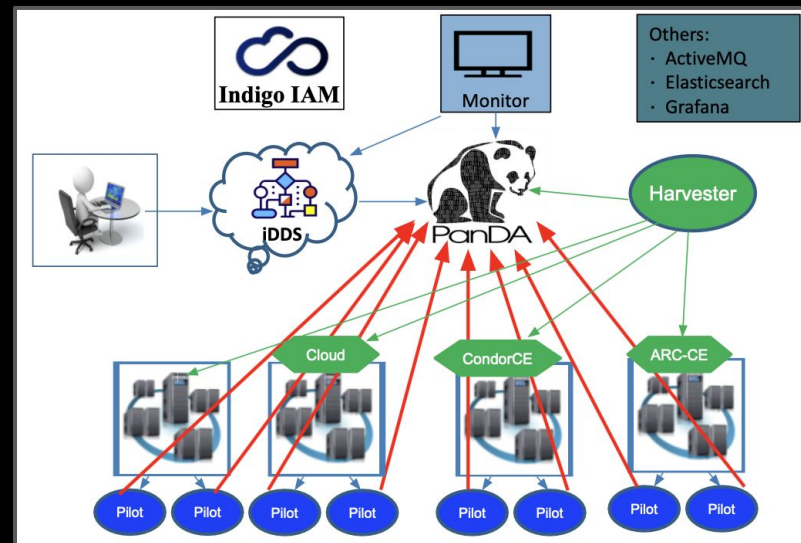 Indigo IAM
Monitor
Others:
· ActiveMQ
· Elasticsearch
· Grafana
iDDS
PanDA
Harvester
Cloud
CondorCE
ARC-CE
Pilot
Pilot
Pilot
Pilot
Pilot
Pilot
Pilot
Pilot